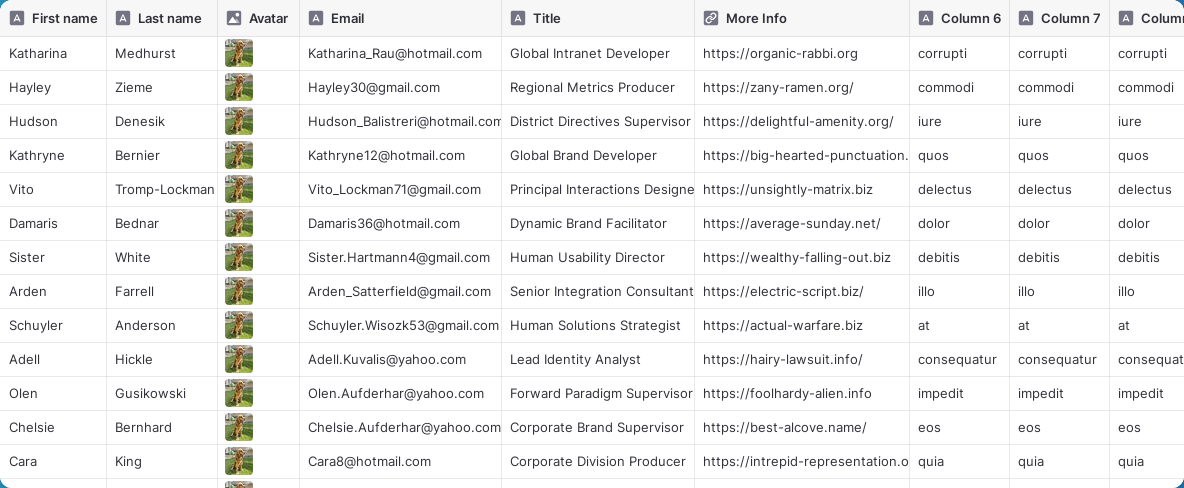 First name Last name Avatar Email Title More Info Column 6 Column 7 Colum
Katharina Medhurst Katharina_Rau@hotmail.com Global Intranet Developer https://organic-rabbi.org corrupti corrupti corrupti
Hayley Zieme Hayley30@gmail.com Regional Metrics Producer https://zany-ramen.org/ commodi commodi commodi
Hudson Denesik Hudson_Balistreri@hotmail.com District Directives Supervisor https://delightful-amenity.org/ iure iure iure
Kathryne Bernier Kathryne12@hotmail.com Global Brand Developer https://big-hearted-punctuation. quos quos quos
Vito Tromp-Lockman Vito_Lockman71@gmail.com Principal Interactions Designe https://unsightly-matrix.biz delectus delectus delectus
Damaris Bednar Damaris36@hotmail.com Dynamic Brand Facilitator https://average-sunday.net/ dolor dolor dolor
Sister White Sister.Hartmann4@gmail.com Human Usability Director https://wealthy-falling-out.biz debitis debitis debitis
Arden Farrell Arden_Satterfield@gmail.com Senior Integration Consultant https://electric-script.biz/ illo illo illo
Schuyler Anderson Schuyler.Wisozk53@gmail.com Human Solutions Strategist https://actual-warfare.biz at at at
Adell Hickle Adell.Kuvalis@yahoo.com Lead Identity Analyst https://hairy-lawsuit.info/ consequatur consequatur consequat
Olen Gusikowski Olen.Aufderhar@yahoo.com Forward Paradigm Supervisor https://foolhardy-alien.info impedit impedit impedit
Chelsie Bernhard Chelsie.Aufderhar@yahoo.com Corporate Brand Supervisor https://best-alcove.name/ eos eos eos
Cara King Cara8@hotmail.com Corporate Division Producer https://intrepid-representation.o quia quia quia